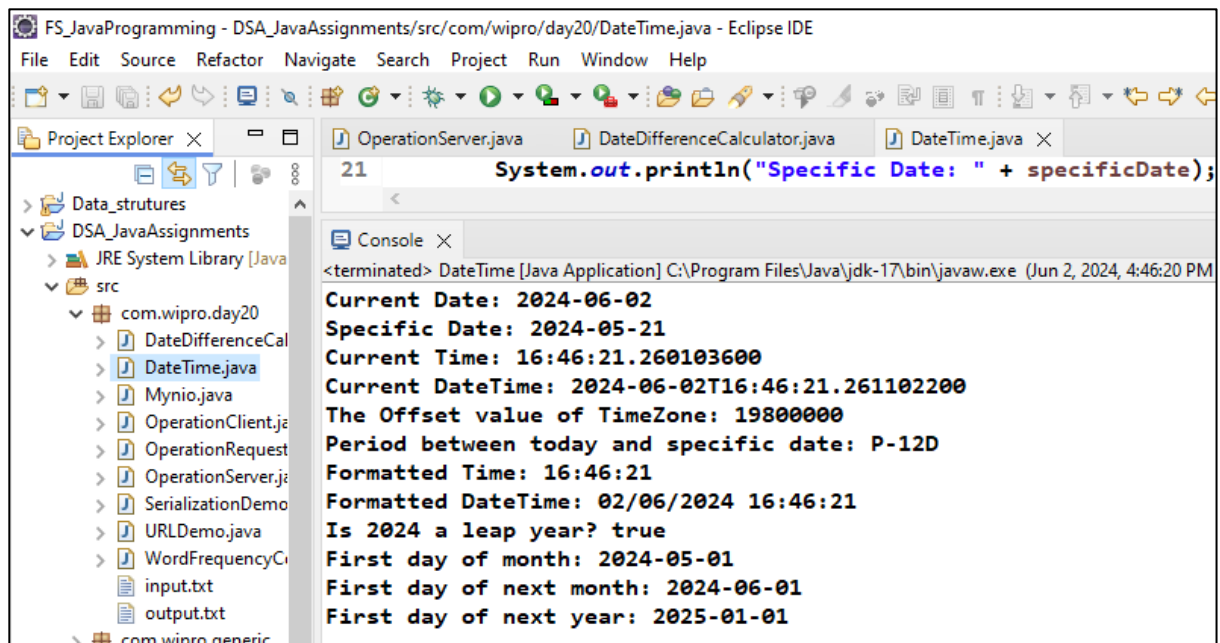 FS_JavaProgramming - DSA_JavaAssignments/src/com/wipro/day20/DateTime.java - Eclipse IDE
File Edit Source Refactor Navigate Search Project Run Window Help
Project Explorer
OperationServer.java DateDifferenceCalculator.java DateTime.java
21 System.out.println("Specific Date: " + specificDate);
Data_strutures
DSA_JavaAssignments
JRE System Library [Java
src
com.wipro.day20
DateDifferenceCal
DateTime.java
Mynio.java
OperationClient.ja
OperationRequest
OperationServer.ja
SerializationDemo
URLDemo.java
WordFrequencyCo
input.txt
output.txt
com.wipro.generic
Console
<terminated> DateTime [Java Application] C:\Program Files\Java\jdk-17\bin\javaw.exe (Jun 2, 2024, 4:46:20 PM
Current Date: 2024-06-02
Specific Date: 2024-05-21
Current Time: 16:46:21.260103600
Current DateTime: 2024-06-02T16:46:21.261102200
The Offset value of TimeZone: 19800000
Period between today and specific date: P-12D
Formatted Time: 16:46:21
Formatted DateTime: 02/06/2024 16:46:21
Is 2024 a leap year? true
First day of month: 2024-05-01
First day of next month: 2024-06-01
First day of next year: 2025-01-01